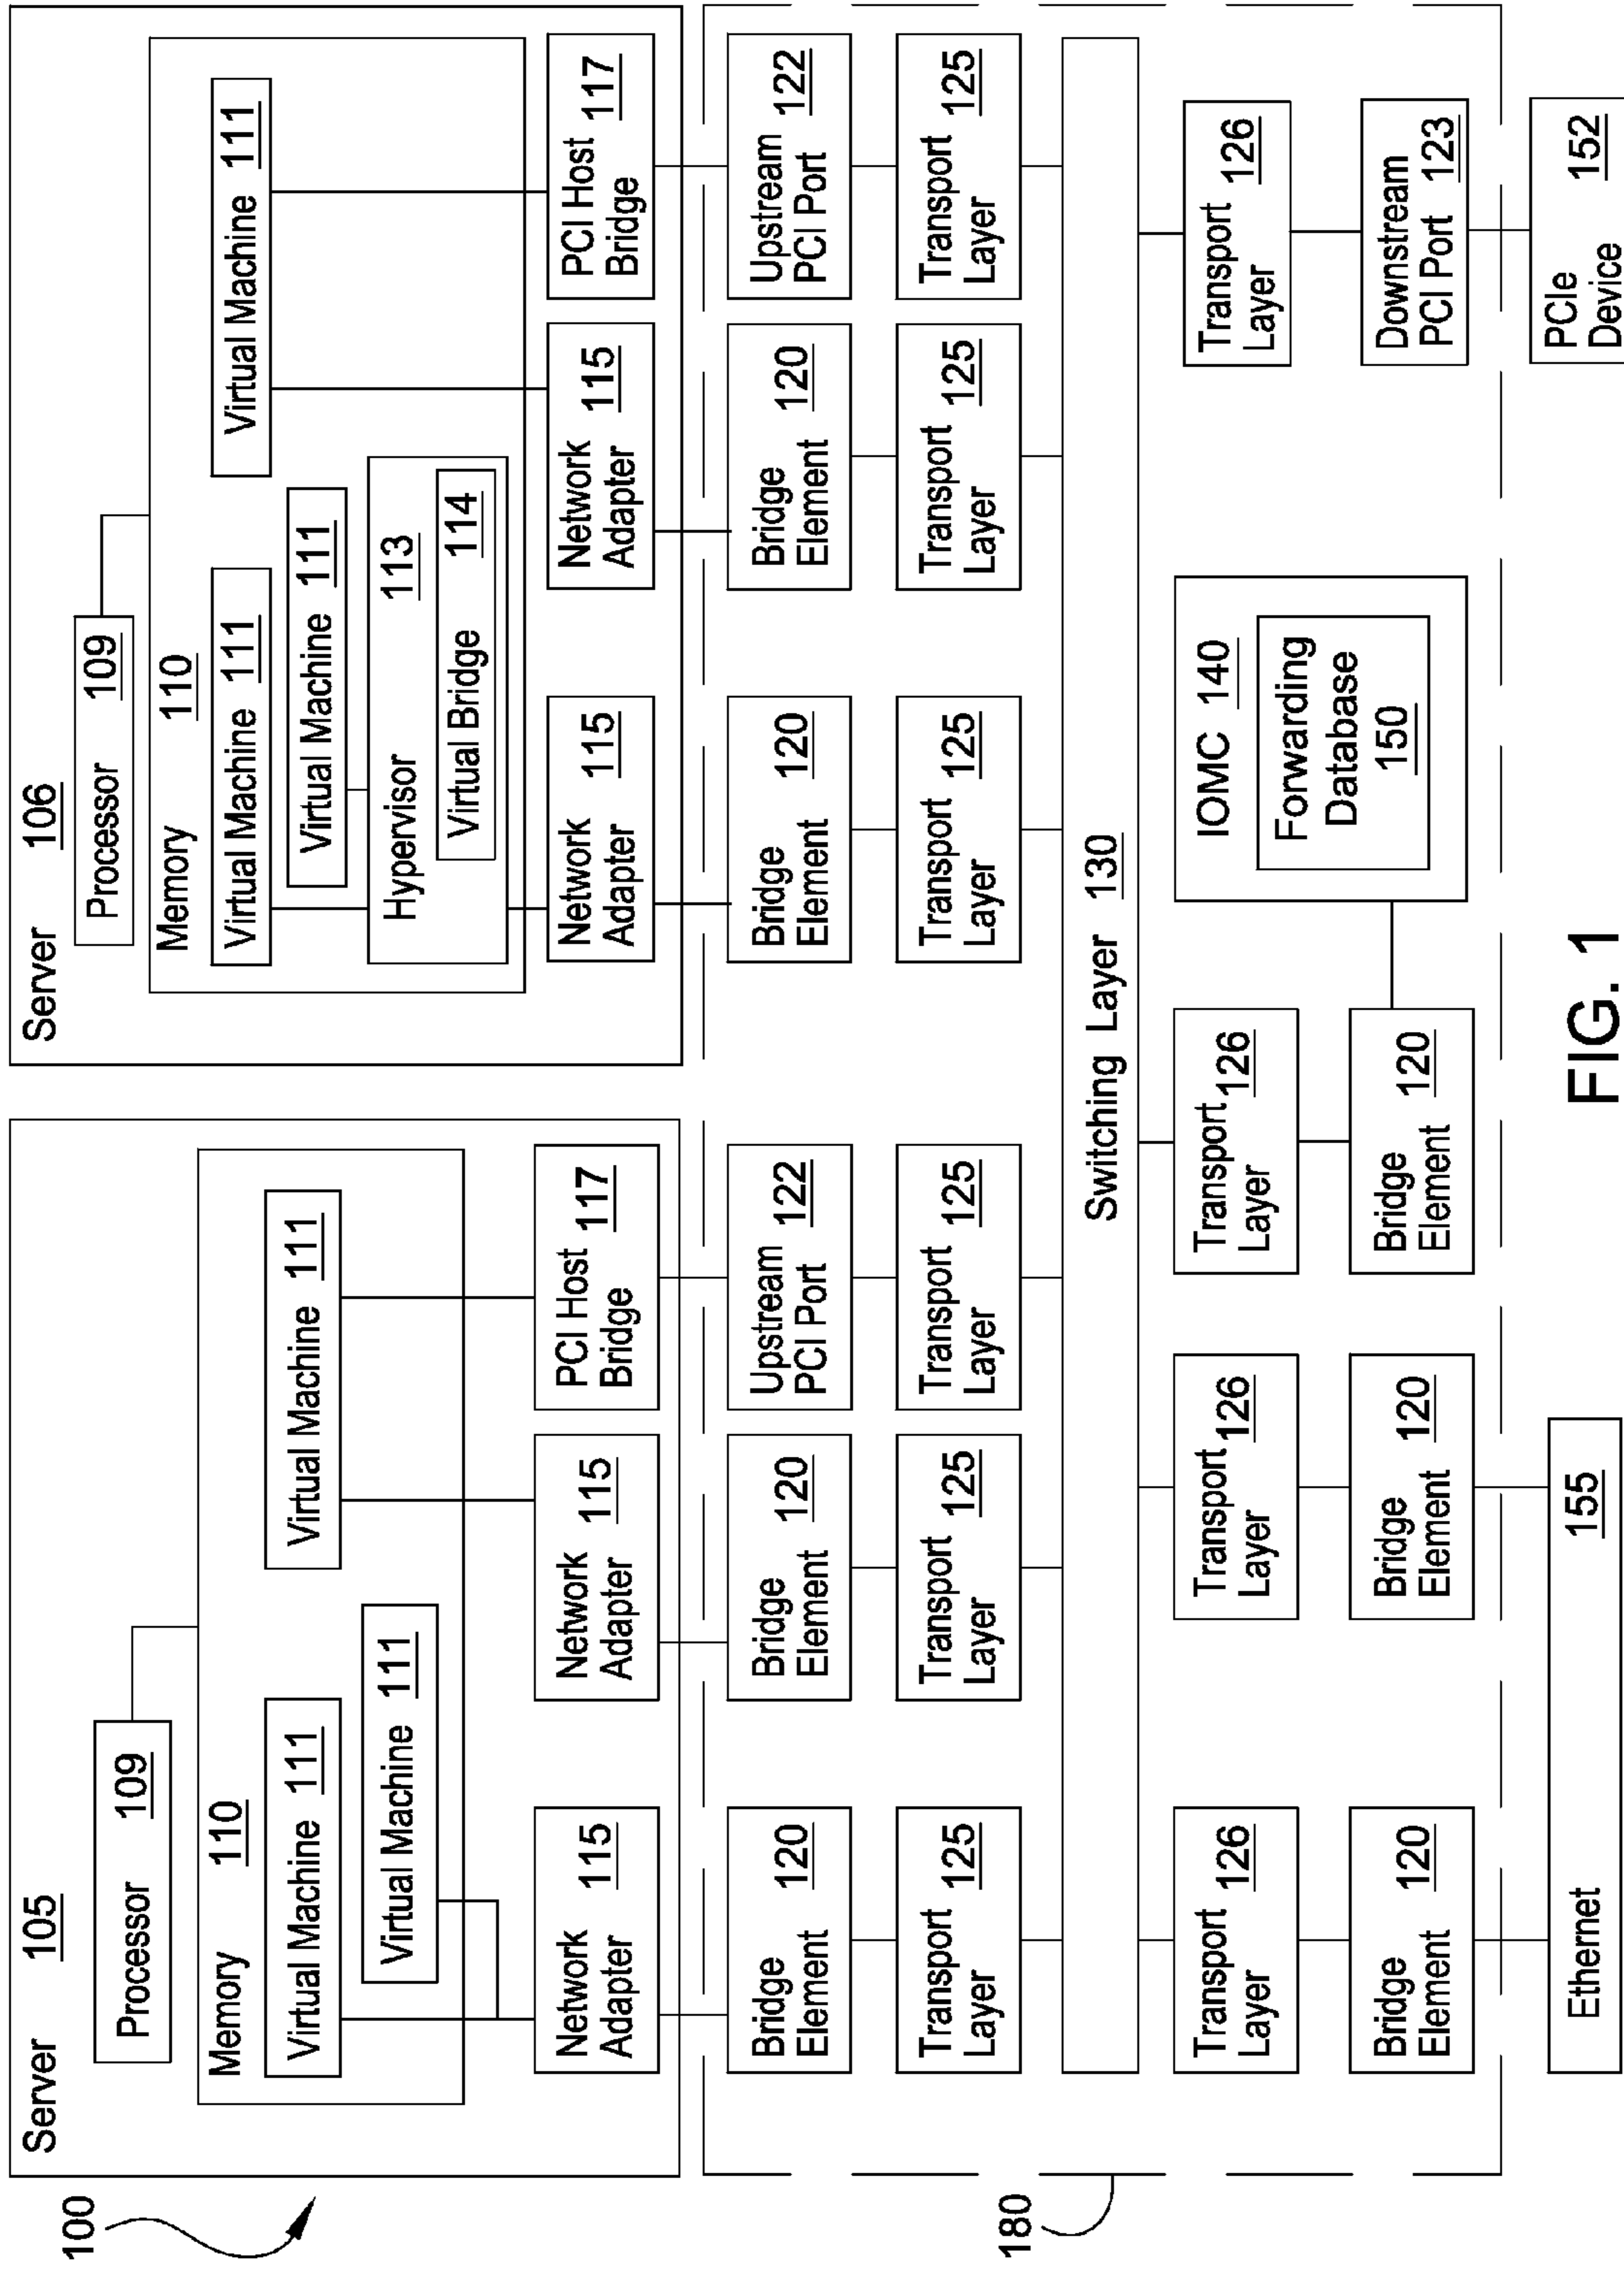 100
Server 105
Processor 109
Memory 110
Virtual Machine 111
Virtual Machine 111
Virtual Machine 111
Network Adapter 115
Network Adapter 115
PCI Host Bridge 117
Server 106
Processor 109
Memory 110
Virtual Machine 111
Virtual Machine 111
Virtual Machine 111
Hypervisor 113
Virtual Bridge 114
Network Adapter 115
Network Adapter 115
PCI Host Bridge 117
180
Bridge Element 120
Bridge Element 120
Upstream PCI Port 122
Bridge Element 120
Bridge Element 120
Upstream PCI Port 122
Transport Layer 125
Transport Layer 125
Transport Layer 125
Transport Layer 125
Transport Layer 125
Transport Layer 125
Switching Layer 130
Transport Layer 126
Transport Layer 126
Transport Layer 126
IOMC 140
Forwarding Database 150
Transport Layer 126
Bridge Element 120
Bridge Element 120
Bridge Element 120
Downstream PCI Port 123
Ethernet 155
PCIe Device 152
FIG. 1